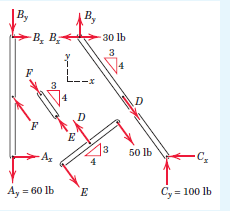 B_y
B_y
B_x B_x
30 lb
y
3
4
x
F
3
4
F
D
D
E
A_x
3
4
50 lb
C_x
A_y = 60 lb
E
C_y = 100 lb